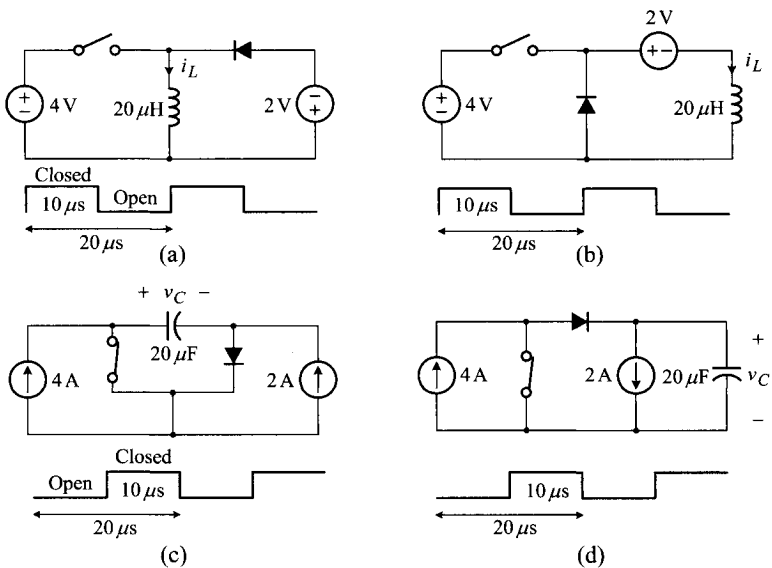 4 V
+
−
i_L
20 μH
2 V
−
+
Closed
10 μs
Open
20 μs
(a)
2 V
+ −
4 V
+
−
i_L
20 μH
10 μs
20 μs
(b)
+ v_C −
20 μF
4 A
2 A
Closed
Open
10 μs
20 μs
(c)
4 A
2 A
20 μF
+
v_C
−
10 μs
20 μs
(d)